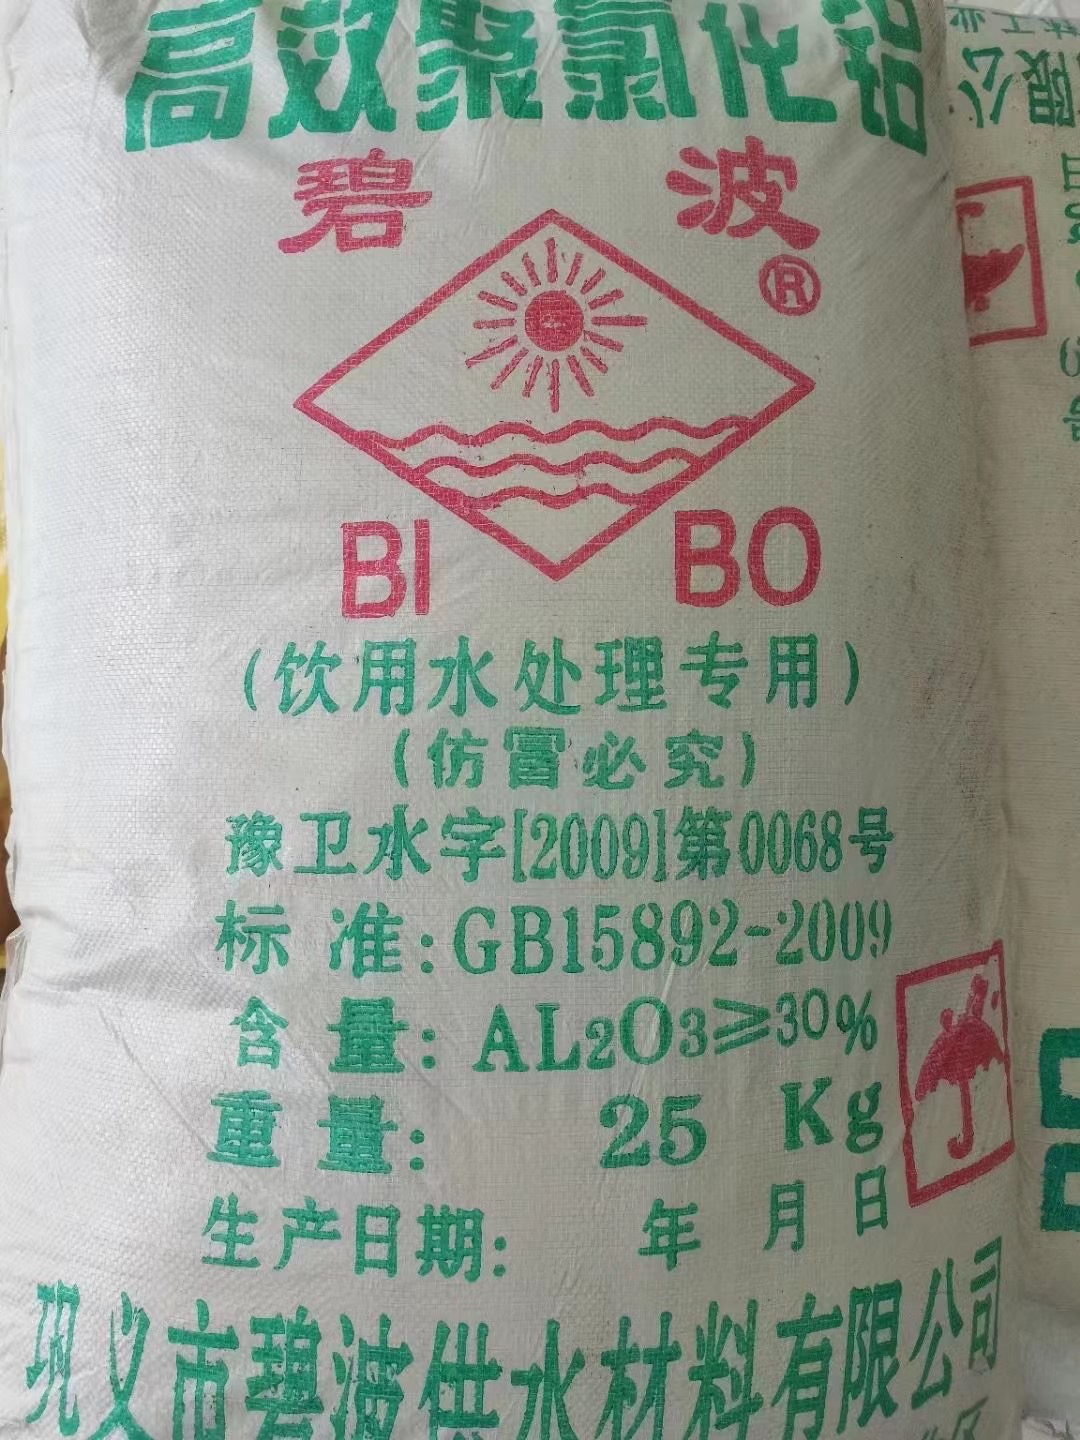 高效聚氯化铝
碧 波
®
BI BO
(饮用水处理专用)
(仿冒必究)
豫卫水字[2009]第0068号
标 准:GB15892-2009
含 量:AL₂O₃≥30%
重 量: 25 Kg
生产日期: 年 月 日
巩义市碧波供水材料有限公司
限公